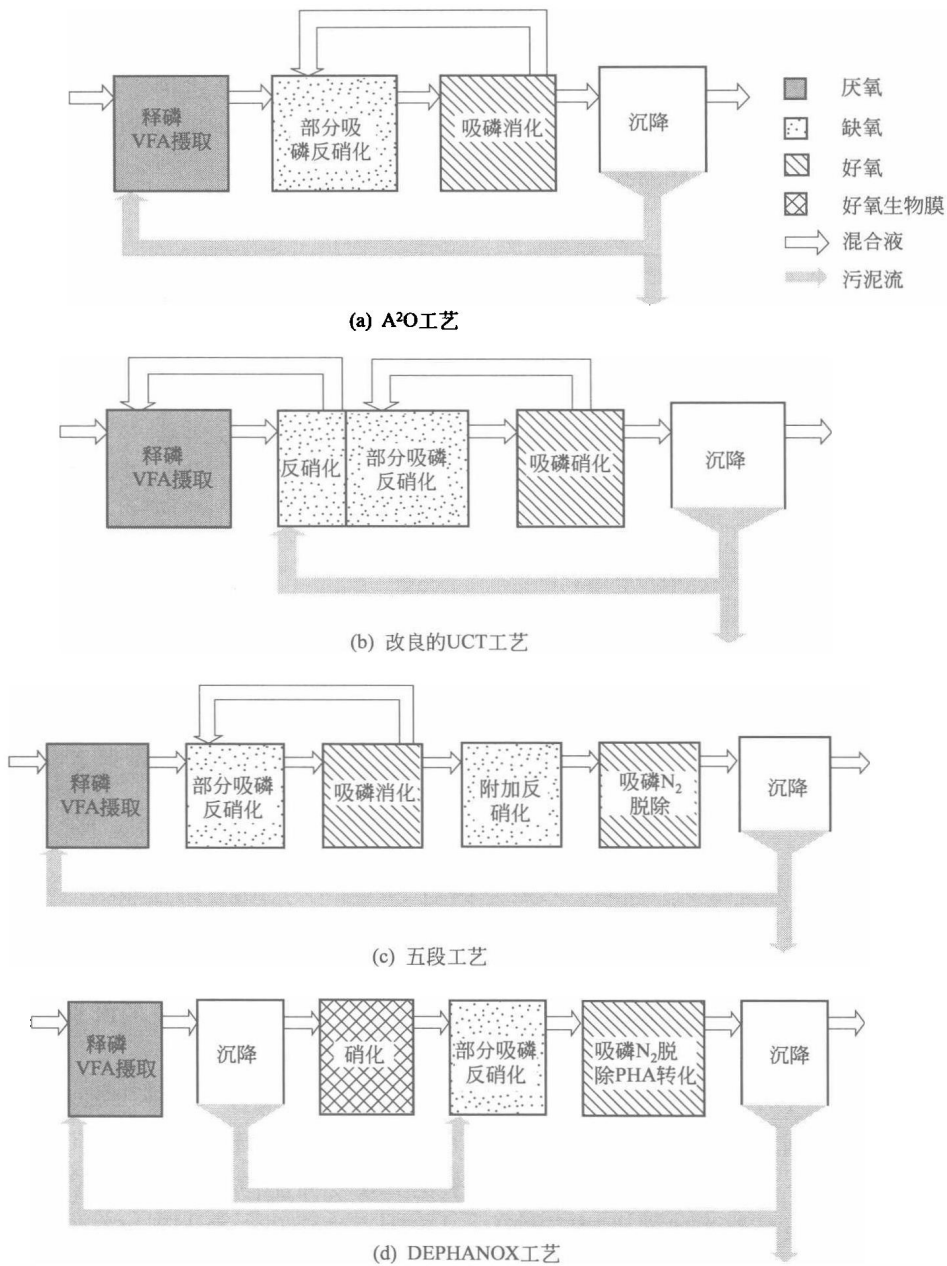 释磷
VFA摄取
部分吸
磷反硝化
吸磷消化
沉降
厌氧
缺氧
好氧
好氧生物膜
混合液
污泥流
(a) A²O工艺
释磷
VFA摄取
反硝化
部分吸磷
反硝化
吸磷硝化
沉降
(b) 改良的UCT工艺
释磷
VFA摄取
部分吸磷
反硝化
吸磷消化
附加反
硝化
吸磷N₂
脱除
沉降
(c) 五段工艺
释磷
VFA摄取
沉降
硝化
部分吸磷
反硝化
吸磷N₂脱
除PHA转化
沉降
(d) DEPHANOX工艺